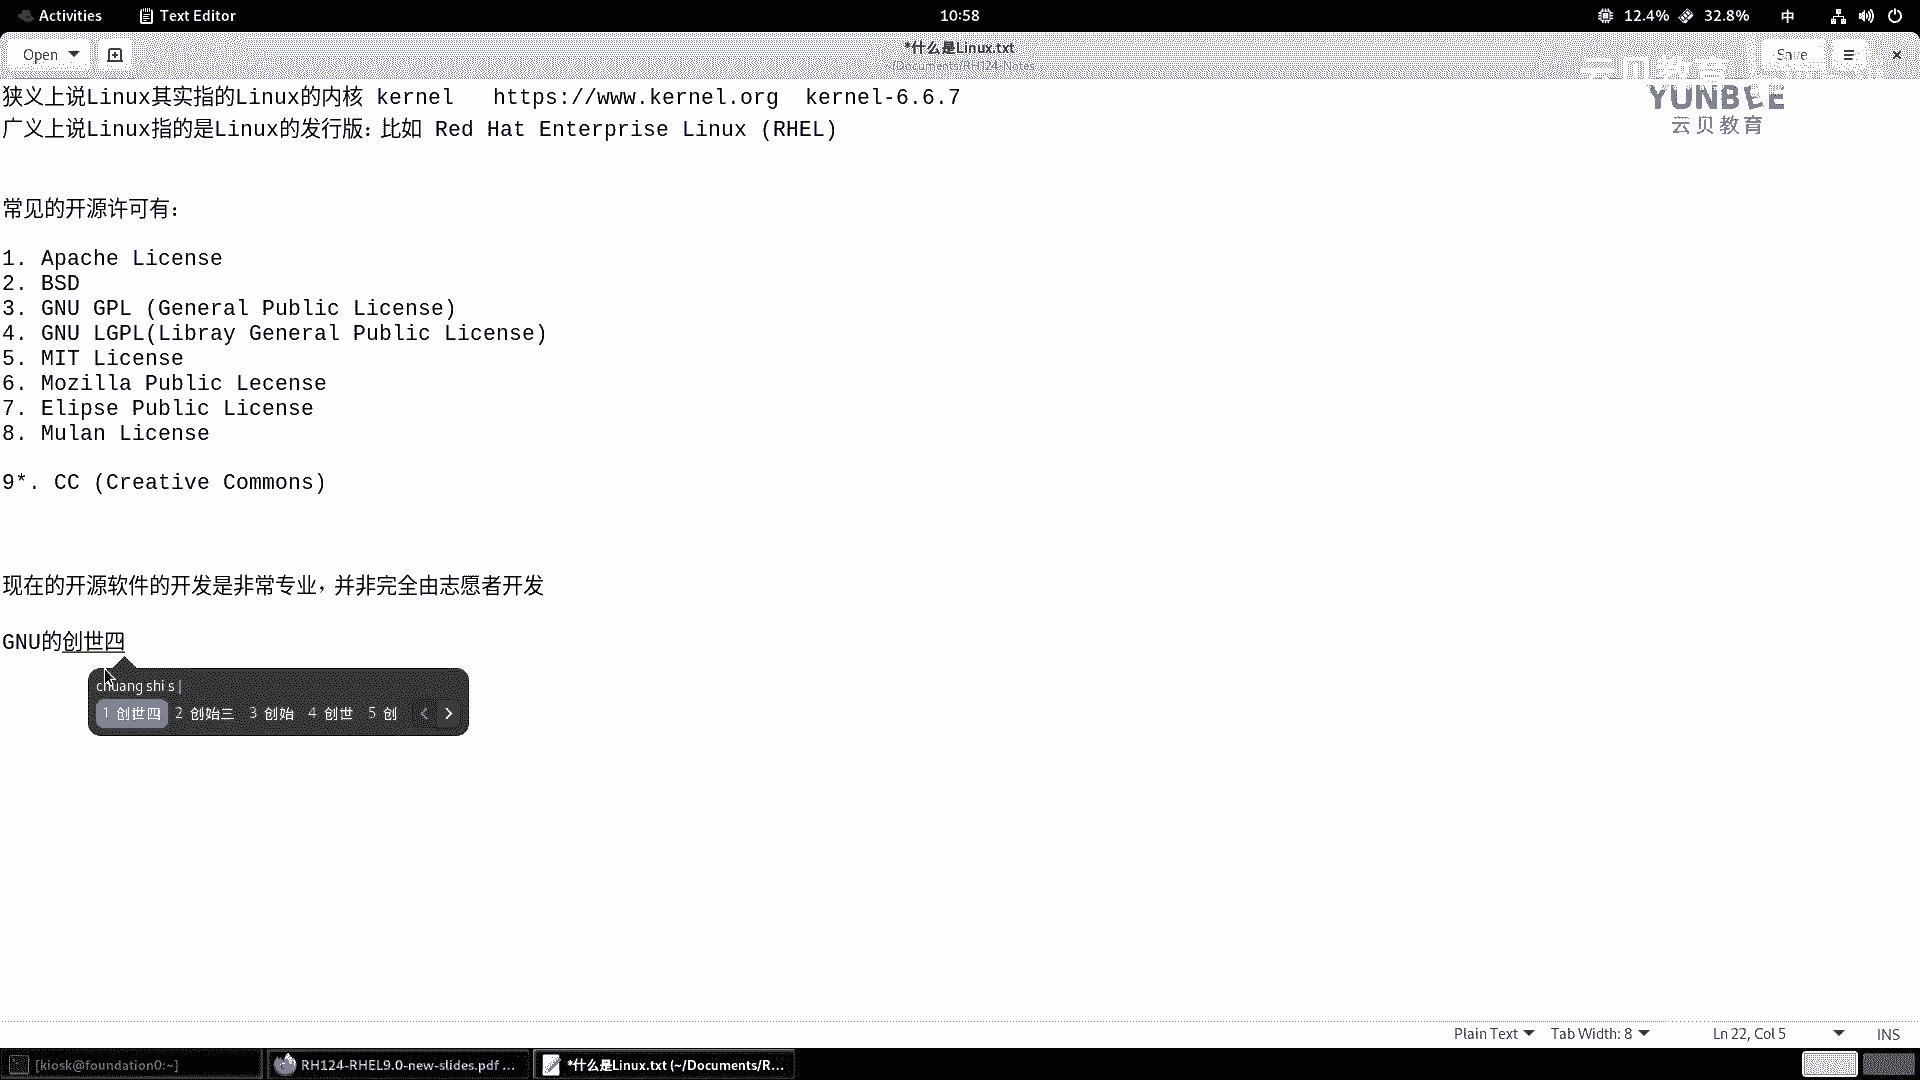 Activities Text Editor 10:58 12.4% 32.8% 中
Open *什么是Linux.txt Save
~/Documents/RH124-Notes
狭义上说Linux其实指的Linux的内核 kernel https://www.kernel.org kernel-6.6.7
YUNBEE
广义上说Linux指的是Linux的发行版：比如 Red Hat Enterprise Linux (RHEL)
云贝教育
常见的开源许可有：
1. Apache License
2. BSD
3. GNU GPL (General Public License)
4. GNU LGPL(Libray General Public License)
5. MIT License
6. Mozilla Public Lecense
7. Elipse Public License
8. Mulan License
9*. CC (Creative Commons)
现在的开源软件的开发是非常专业，并非完全由志愿者开发
GNU的创世四
chuang shi s
1 创世四 2 创始三 3 创始 4 创世 5 创
Plain Text Tab Width: 8 Ln 22, Col 5 INS
[kiosk@foundation0:~] RH124-RHEL9.0-new-slides.pdf ... *什么是Linux.txt (~/Documents/R...